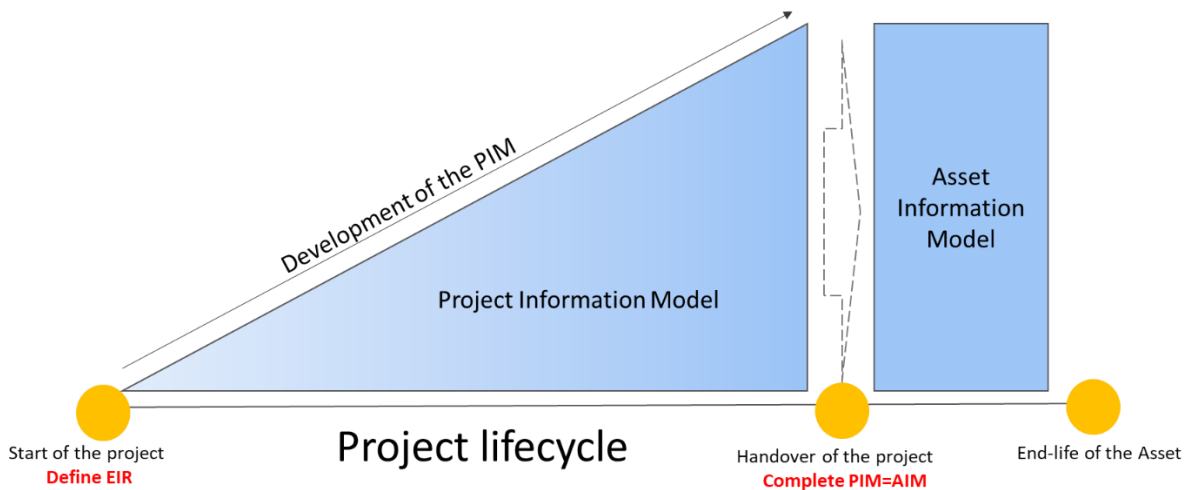 Development of the PIM
Project Information Model
Asset
Information
Model
Start of the project
Define EIR
Project lifecycle
Handover of the project
Complete PIM=AIM
End-life of the Asset